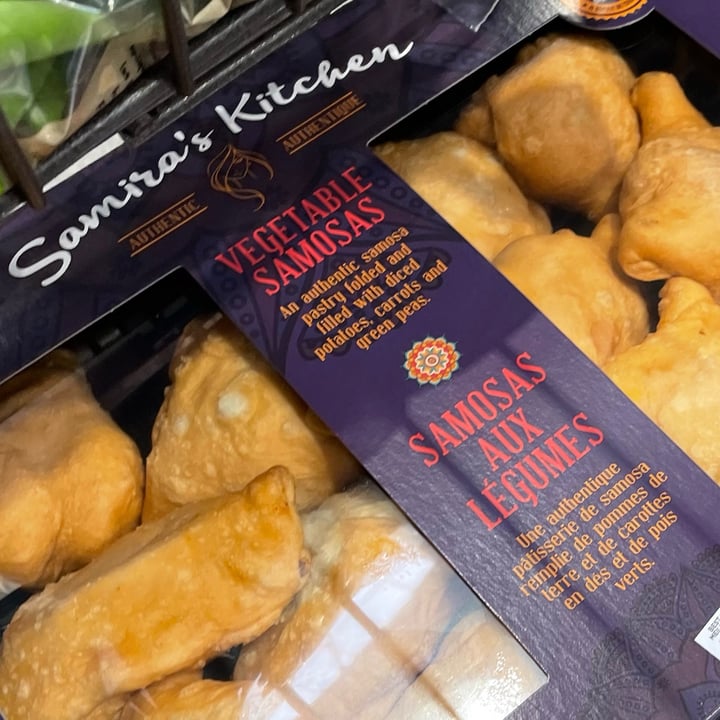 Samira's Kitchen
AUTHENTIC
AUTHENTIQUE
VEGETABLE
SAMOSAS
An authentic samosa
pastry folded and
filled with diced
potatoes, carrots and
green peas.
SAMOSAS
AUX
LÉGUMES
Une authentique
pâtisserie de samosa
remplie de pommes de
terre et de carottes
en dés et de pois
verts.
BEST